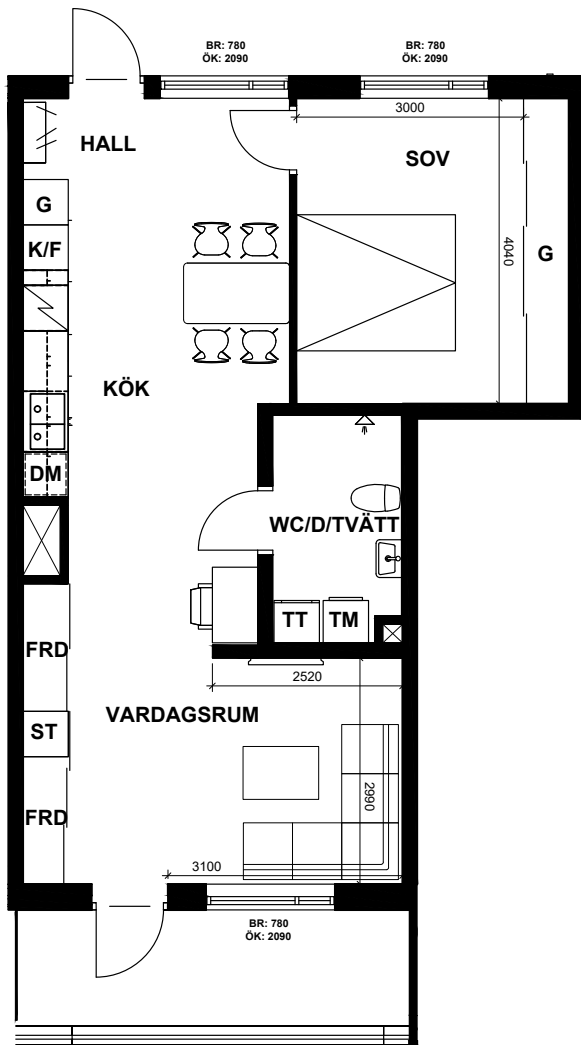 BR: 780
ÖK: 2090
BR: 780
ÖK: 2090
3000
HALL
SOV
G
K/F
4040
G
KÖK
DM
WC/D/TVÄTT
TT
TM
FRD
2520
VARDAGSRUM
ST
2990
FRD
3100
BR: 780
ÖK: 2090